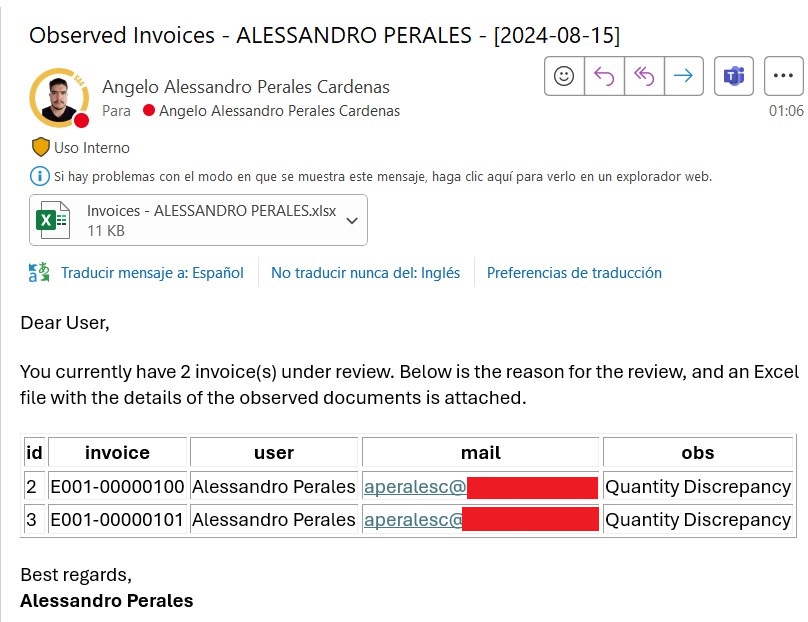 Observed Invoices - ALESSANDRO PERALES - [2024-08-15]
Angelo Alessandro Perales Cardenas
Para Angelo Alessandro Perales Cardenas
01:06
Uso Interno
Si hay problemas con el modo en que se muestra este mensaje, haga clic aquí para verlo en un explorador web.
Invoices - ALESSANDRO PERALES.xlsx
11 KB
Traducir mensaje a: Español No traducir nunca del: Inglés Preferencias de traducción
Dear User,
You currently have 2 invoice(s) under review. Below is the reason for the review, and an Excel
file with the details of the observed documents is attached.
id invoice user mail obs
2 E001-00000100 Alessandro Perales aperalesc@ Quantity Discrepancy
3 E001-00000101 Alessandro Perales aperalesc@ Quantity Discrepancy
Best regards,
Alessandro Perales